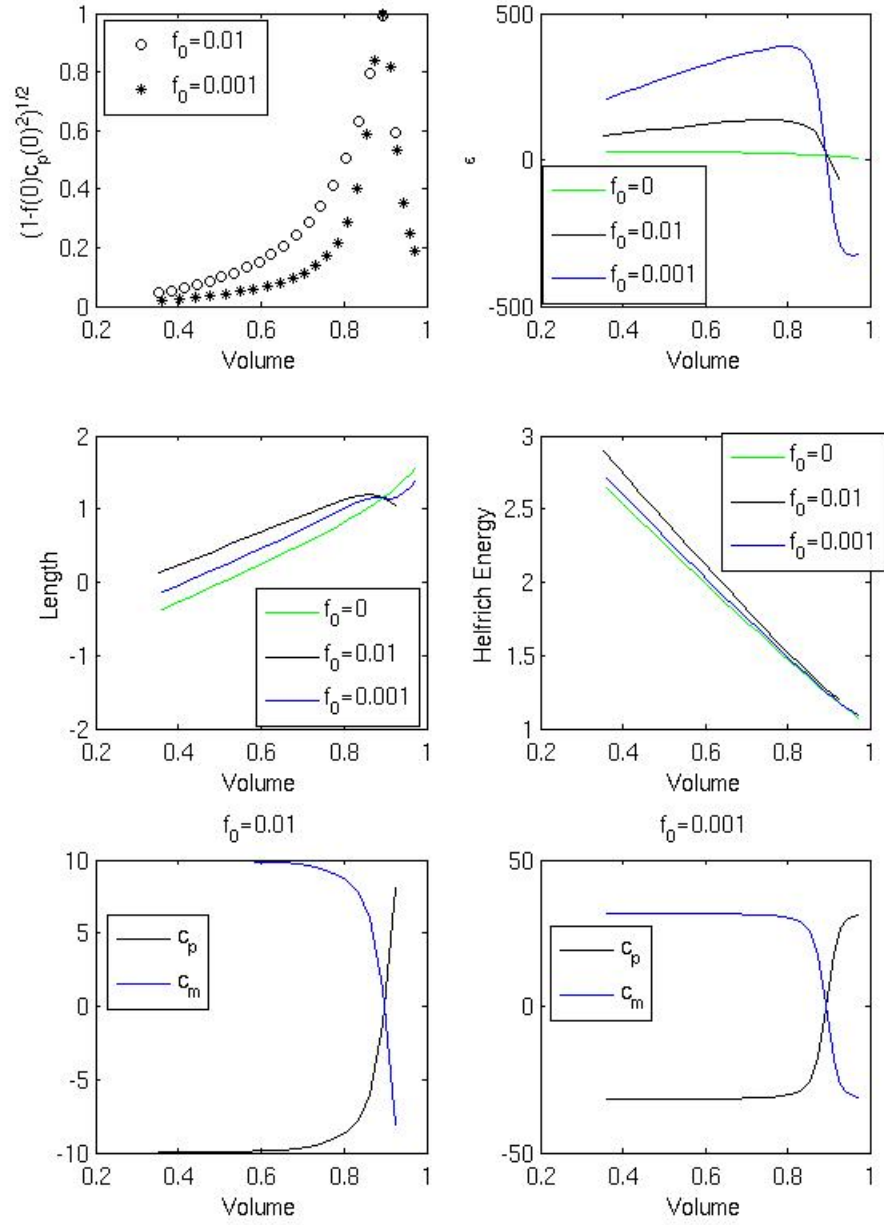 (1-f(0)c_p(0)^2)^1/2
1
0.8
0.6
0.4
0.2
0
f_0=0.01
f_0=0.001
0.2 0.4 0.6 0.8 1
Volume
ϵ
500
0
-500
f_0=0
f_0=0.01
f_0=0.001
0.2 0.4 0.6 0.8 1
Volume
Length
2
1
0
-1
-2
f_0=0
f_0=0.01
f_0=0.001
0.2 0.4 0.6 0.8 1
Volume
Helfrich Energy
3
2.5
2
1.5
1
f_0=0
f_0=0.01
f_0=0.001
0.2 0.4 0.6 0.8 1
Volume
f_0=0.01
10
5
0
-5
-10
c_p
c_m
0.2 0.4 0.6 0.8 1
Volume
f_0=0.001
50
0
-50
c_p
c_m
0.2 0.4 0.6 0.8 1
Volume